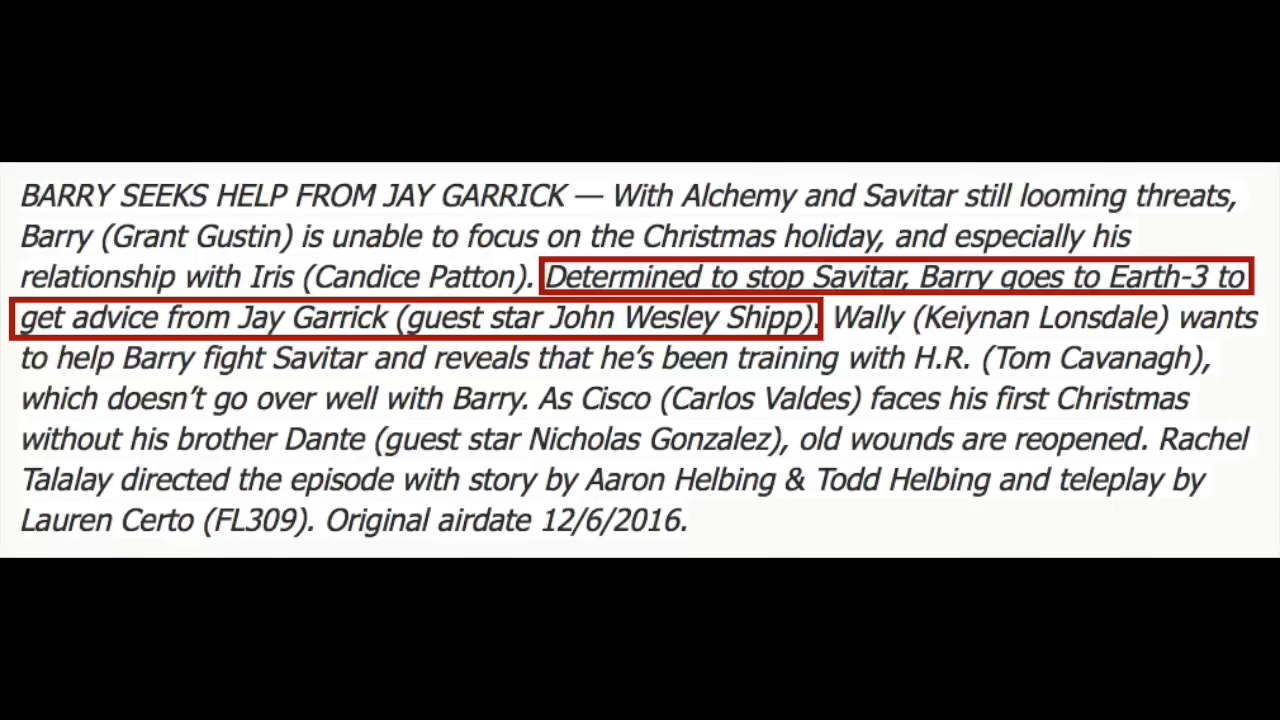 BARRY SEEKS HELP FROM JAY GARRICK — With Alchemy and Savitar still looming threats,
Barry (Grant Gustin) is unable to focus on the Christmas holiday, and especially his
relationship with Iris (Candice Patton). Determined to stop Savitar, Barry goes to Earth-3 to
get advice from Jay Garrick (guest star John Wesley Shipp). Wally (Keiynan Lonsdale) wants
to help Barry fight Savitar and reveals that he’s been training with H.R. (Tom Cavanagh),
which doesn’t go over well with Barry. As Cisco (Carlos Valdes) faces his first Christmas
without his brother Dante (guest star Nicholas Gonzalez), old wounds are reopened. Rachel
Talalay directed the episode with story by Aaron Helbing & Todd Helbing and teleplay by
Lauren Certo (FL309). Original airdate 12/6/2016.